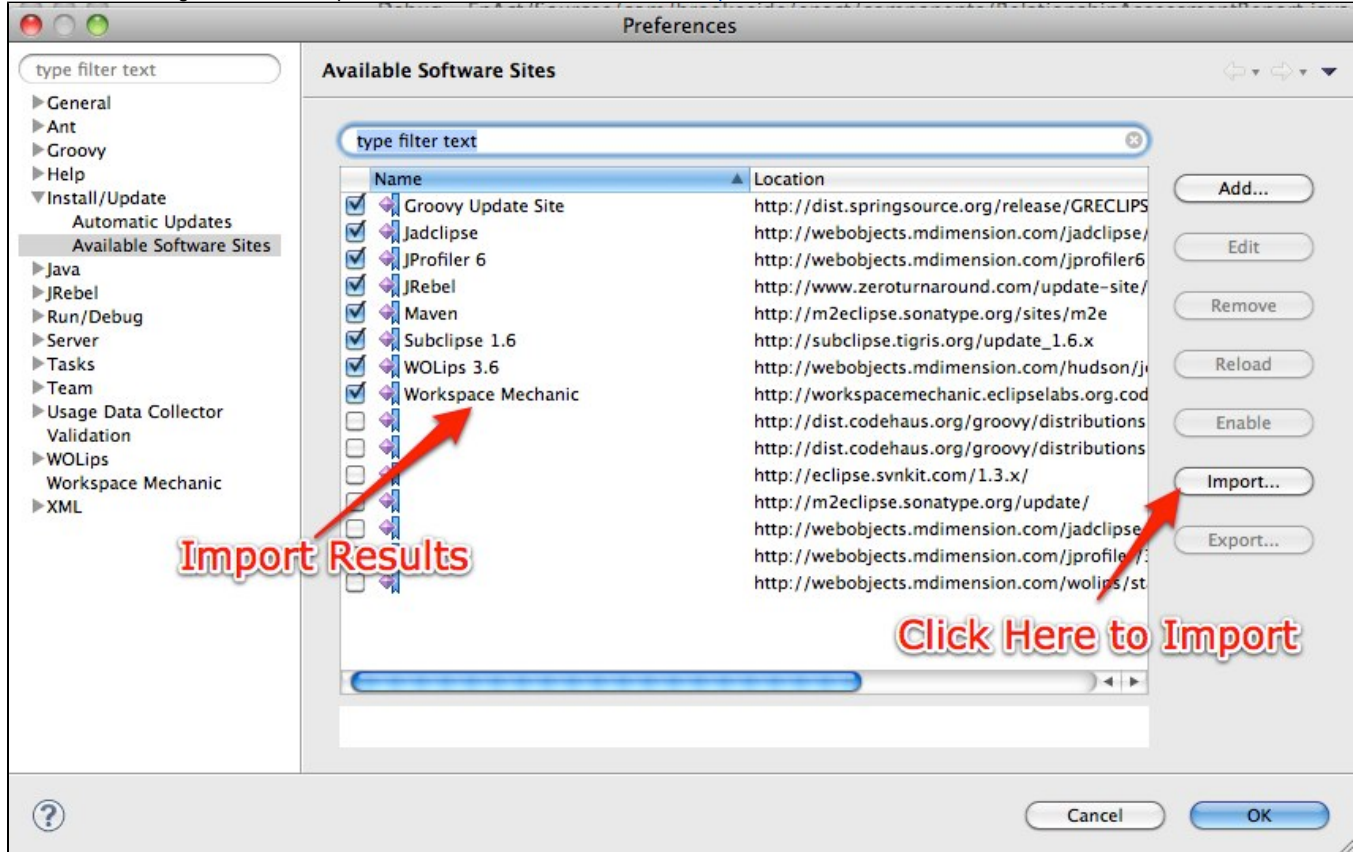 Preferences
type filter text
General
Ant
Groovy
Help
Install/Update
Automatic Updates
Available Software Sites
Java
JRebel
Run/Debug
Server
Tasks
Team
Usage Data Collector
Validation
WOLips
Workspace Mechanic
XML
Available Software Sites
type filter text
Name Location
Groovy Update Site http://dist.springsource.org/release/GRECLIPS
Jadclipse http://webobjects.mdimension.com/jadclipse/
JProfiler 6 http://webobjects.mdimension.com/jprofiler6
JRebel http://www.zeroturnaround.com/update-site/
Maven http://m2eclipse.sonatype.org/sites/m2e
Subclipse 1.6 http://subclipse.tigris.org/update_1.6.x
WOLips 3.6 http://webobjects.mdimension.com/hudson/j
Workspace Mechanic http://workspacemechanic.eclipselabs.org.cod
http://dist.codehaus.org/groovy/distributions
http://dist.codehaus.org/groovy/distributions
http://eclipse.svnkit.com/1.3.x/
http://m2eclipse.sonatype.org/update/
http://webobjects.mdimension.com/jadclipse
http://webobjects.mdimension.com/jprofiler/3
http://webobjects.mdimension.com/wolips/st
Add...
Edit
Remove
Reload
Enable
Import...
Export...
Import Results
Click Here to Import
?
Cancel
OK